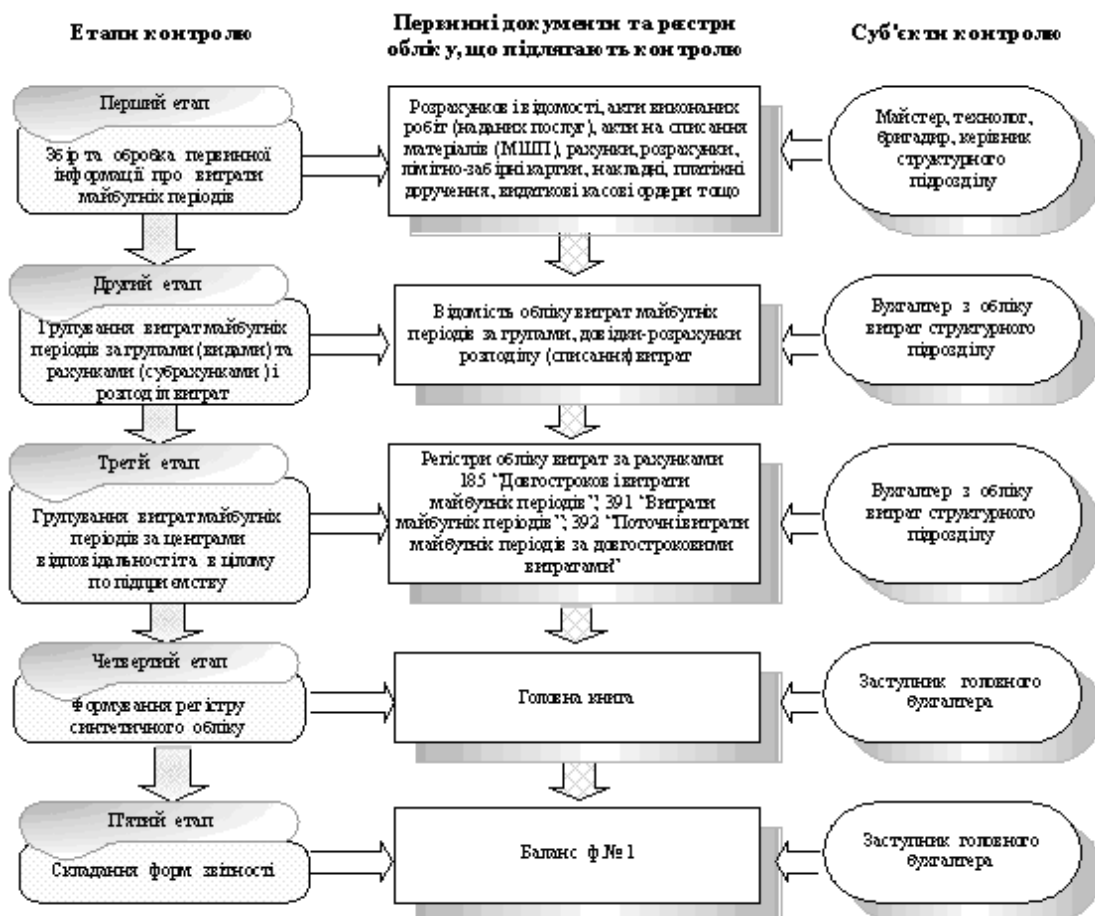 Етапи контролю
Первинні документи та реєстри
обліку, що підлягають контролю
Суб'єкти контролю
Перший етап
Збір та обробка первинної
інформації про витрати
майбутніх періодів
Розрахункові відомості, акти виконаних
робіт (наданих послуг), акти на списання
матеріалів (МШП), рахунки, розрахунки,
лімітно-забірні картки, накладні, платіжні
доручення, видаткові касові ордери тощо
Майстер, технолог,
бригадир, керівник
структурного
підрозділу
Другий етап
Групування витрат майбутніх
періодів за групами (видами) та
рахунками (субрахунками) і
розподіл витрат
Відомість обліку витрат майбутніх
періодів за групами, довідки-розрахунки
розподілу (списання) витрат
Бухгалтер з обліку
витрат структурного
підрозділу
Третій етап
Групування витрат майбутніх
періодів за центрами
відповідальності та в цілому
по підприємству
Регістри обліку витрат за рахунками
185 “Довгострокові витрати
майбутніх періодів”; 391 “Витрати
майбутніх періодів”; 392 “Поточні витрати
майбутніх періодів за довгостроковими
витратами”
Бухгалтер з обліку
витрат структурного
підрозділу
Четвертий етап
Формування регістру
синтетичного обліку
Головна книга
Заступник головного
бухгалтера
П'ятий етап
Складання форм звітності
Баланс ф №1
Заступник головного
бухгалтера